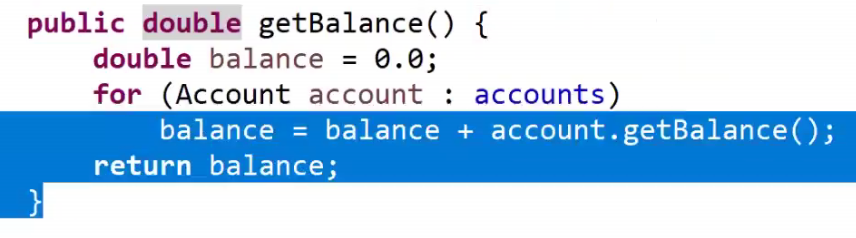 public double getBalance() {
double balance = 0.0;
for (Account account : accounts)
balance = balance + account.getBalance();
return balance;
}